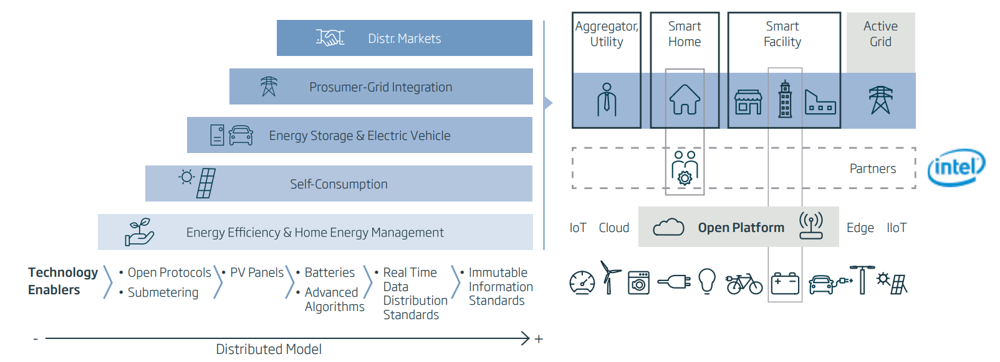 Distr. Markets
Prosumer-Grid Integration
Energy Storage & Electric Vehicle
Self-Consumption
Energy Efficiency & Home Energy Management
Technology
Enablers
• Open Protocols
• Submetering
• PV Panels
• Batteries
• Advanced
Algorithms
• Real Time
Data
Distribution
Standards
• Immutable
Information
Standards
-
+
Distributed Model
Aggregator,
Utility
Smart
Home
Smart
Facility
Active
Grid
Partners
intel
IoT
Cloud
Open Platform
Edge
IIoT